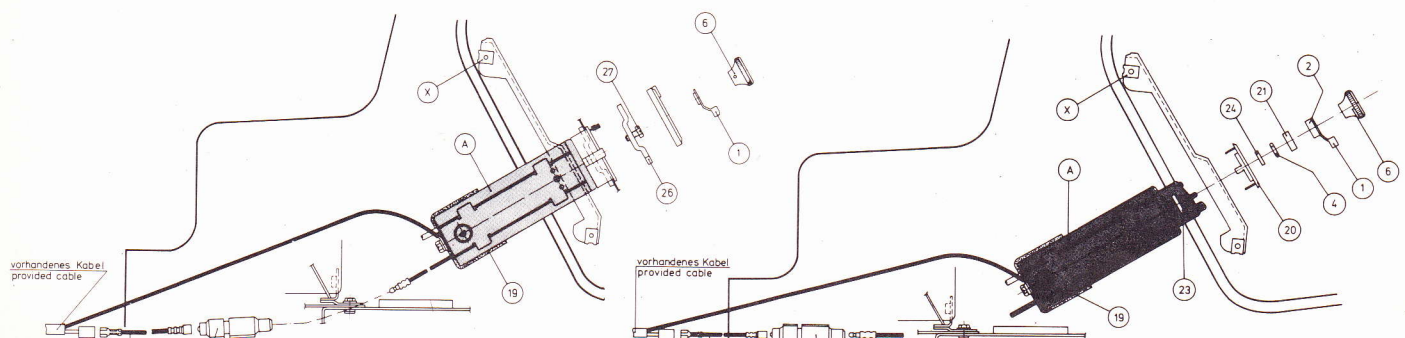 6
X
27
A
1
26
19
vorhandenes Kabel
provided cable
X
2
21
24
A
6
1
4
20
23
19
vorhandenes Kabel
provided cable